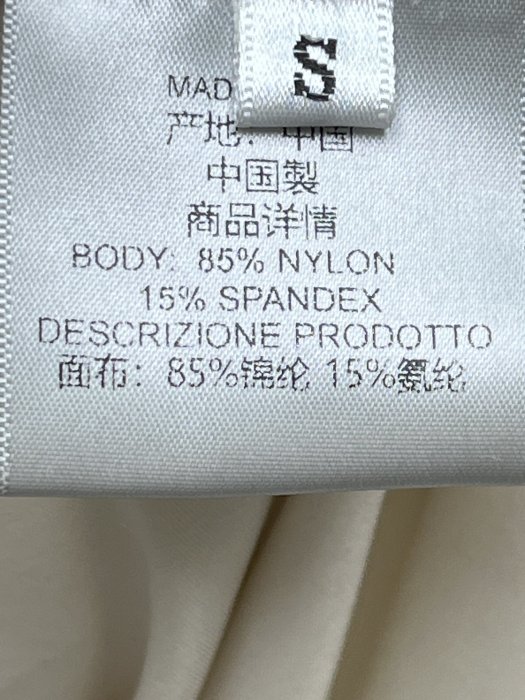 S
MAD
产地：中国
中国製
商品详情
BODY: 85% NYLON
15% SPANDEX
DESCRIZIONE PRODOTTO
面布：85%锦纶 15%氨纶